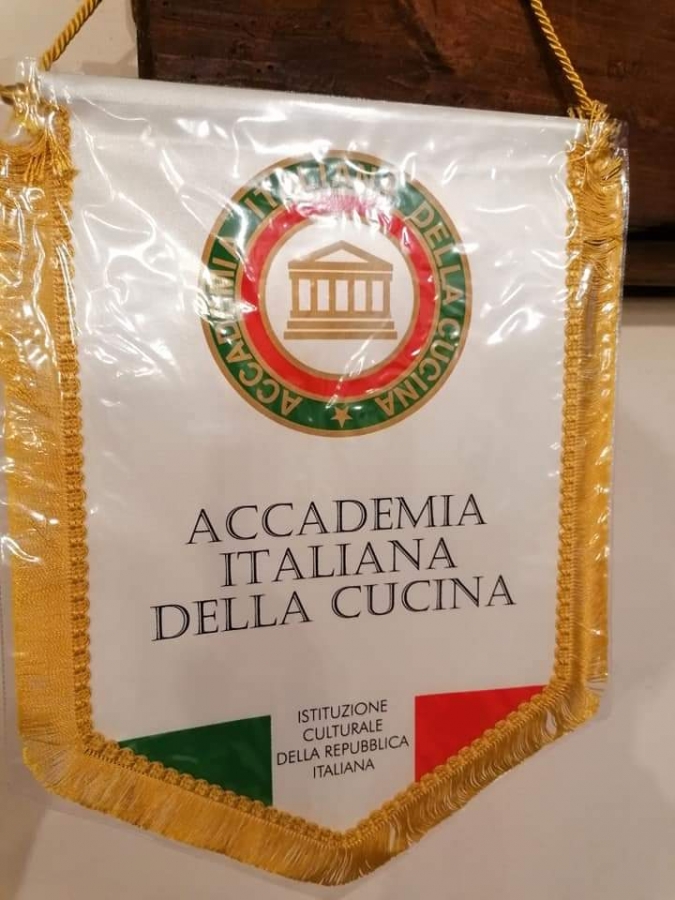 ACCADEMIA ITALIANA DELLA CUCINA
ACCADEMIA
ITALIANA
DELLA CUCINA
ISTITUZIONE
CULTURALE
DELLA REPUBBLICA
ITALIANA